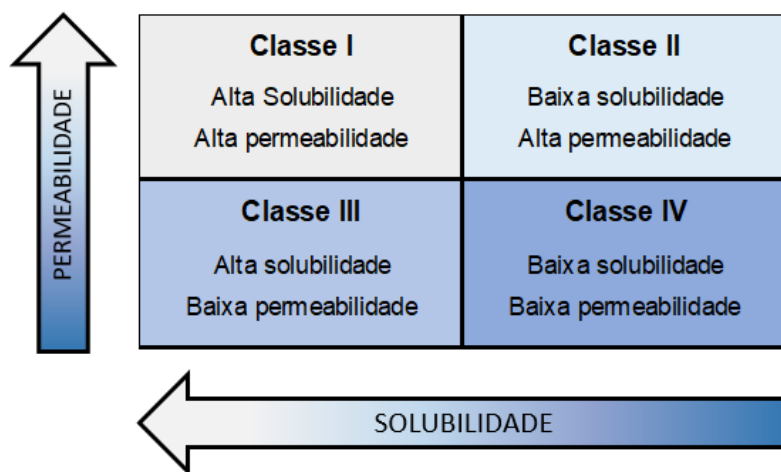 PERMEABILIDADE
Classe I
Alta Solubilidade
Alta permeabilidade
Classe II
Baixa solubilidade
Alta permeabilidade
Classe III
Alta solubilidade
Baixa permeabilidade
Classe IV
Baixa solubilidade
Baixa permeabilidade
SOLUBILIDADE